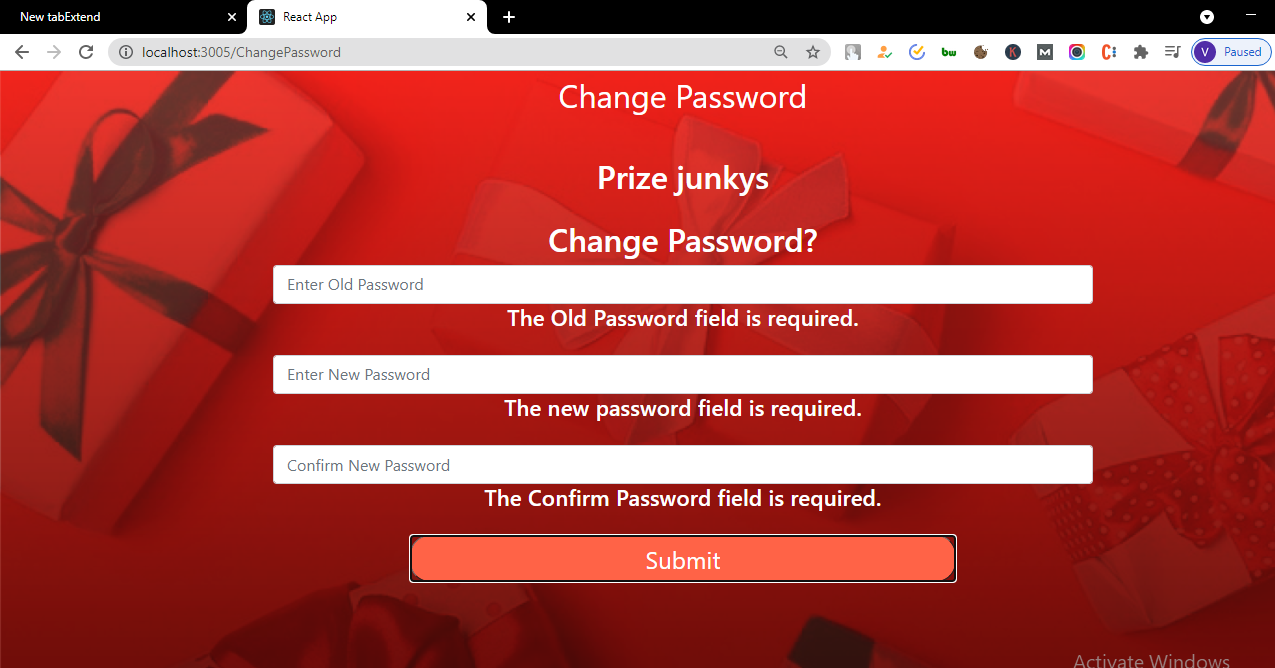 New tabExtend
React App
localhost:3005/ChangePassword
bw
K
M
C
V
Paused
Change Password
Prize junkys
Change Password?
Enter Old Password
The Old Password field is required.
Enter New Password
The new password field is required.
Confirm New Password
The Confirm Password field is required.
Submit
Activate Windows